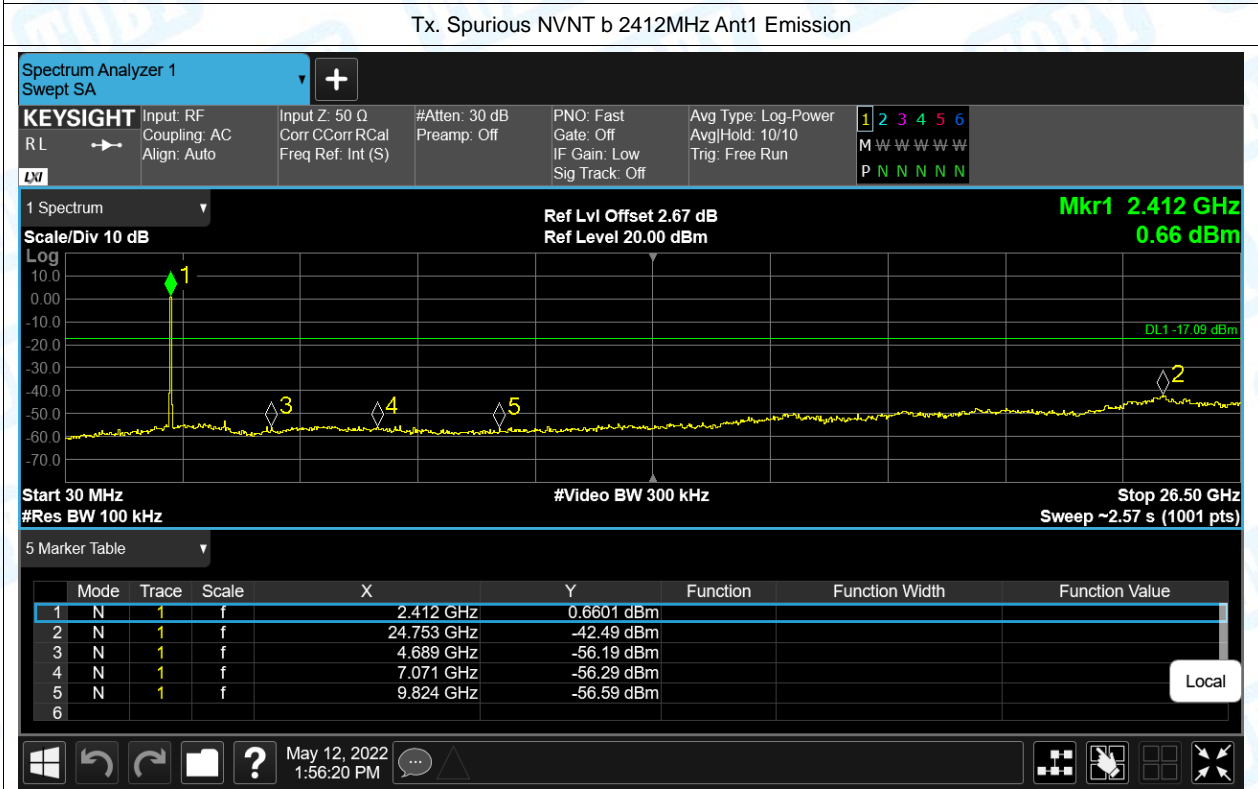 Tx. Spurious NVNT b 2412MHz Ant1 Emission
Spectrum Analyzer 1
Swept SA
KEYSIGHT
R L
LXI
Input: RF
Coupling: AC
Align: Auto
Input Z: 50 Ω
Corr CCorr RCal
Freq Ref: Int (S)
#Atten: 30 dB
Preamp: Off
PNO: Fast
Gate: Off
IF Gain: Low
Sig Track: Off
Avg Type: Log-Power
Avg|Hold: 10/10
Trig: Free Run
1 2 3 4 5 6
M W W W W W
P N N N N N
1 Spectrum
Scale/Div 10 dB
Ref Lvl Offset 2.67 dB
Ref Level 20.00 dBm
Mkr1 2.412 GHz
0.66 dBm
Log
10.0
0.00
-10.0
-20.0
-30.0
-40.0
-50.0
-60.0
-70.0
1
DL1 -17.09 dBm
2
3
4
5
Start 30 MHz
#Res BW 100 kHz
#Video BW 300 kHz
Stop 26.50 GHz
Sweep ~2.57 s (1001 pts)
5 Marker Table
Mode Trace Scale X Y Function Function Width Function Value
1 N 1 f 2.412 GHz 0.6601 dBm
2 N 1 f 24.753 GHz -42.49 dBm
3 N 1 f 4.689 GHz -56.19 dBm
4 N 1 f 7.071 GHz -56.29 dBm
5 N 1 f 9.824 GHz -56.59 dBm
6
Local
?
May 12, 2022
1:56:20 PM